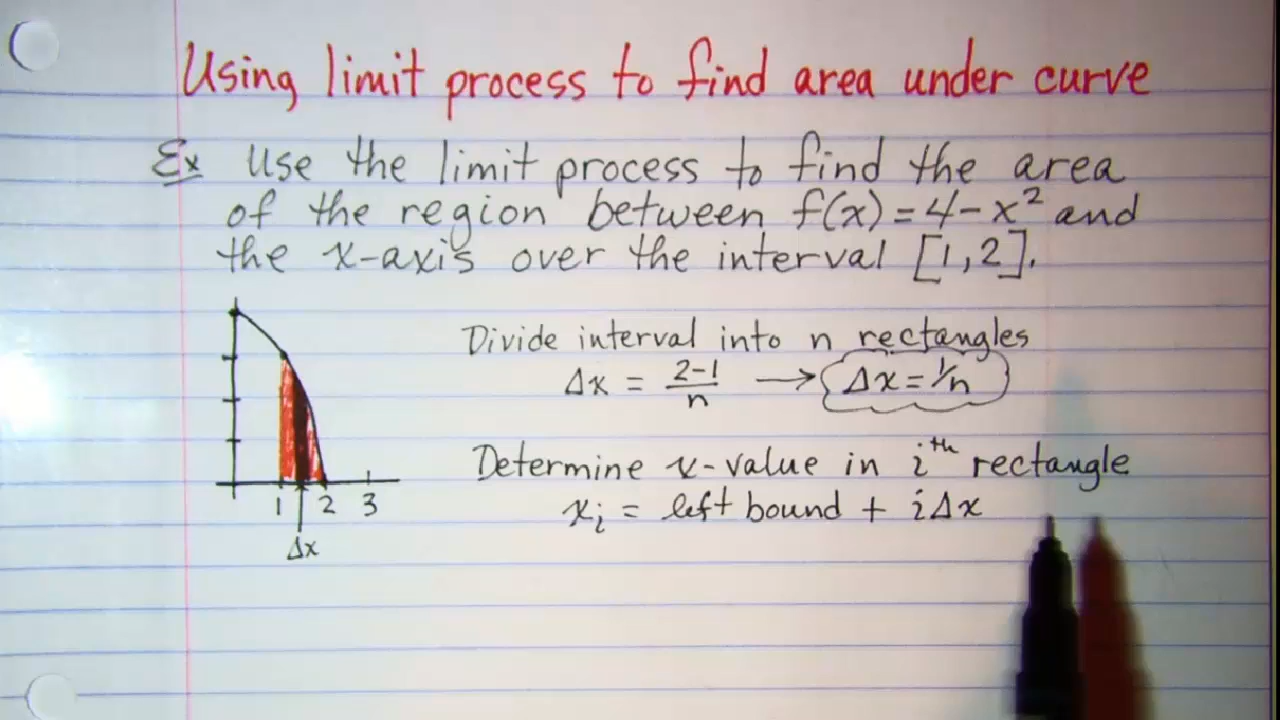 Using limit process to find area under curve
Ex Use the limit process to find the area
of the region between f(x) = 4 - x² and
the x-axis over the interval [1,2].
Divide interval into n rectangles
Δx = 2-1/n → Δx = 1/n
Determine x-value in iᵗʰ rectangle
xᵢ = left bound + iΔx
1 2 3
Δx